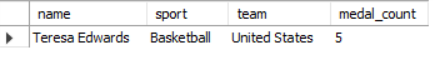 name sport team medal_count
Teresa Edwards Basketball United States 5